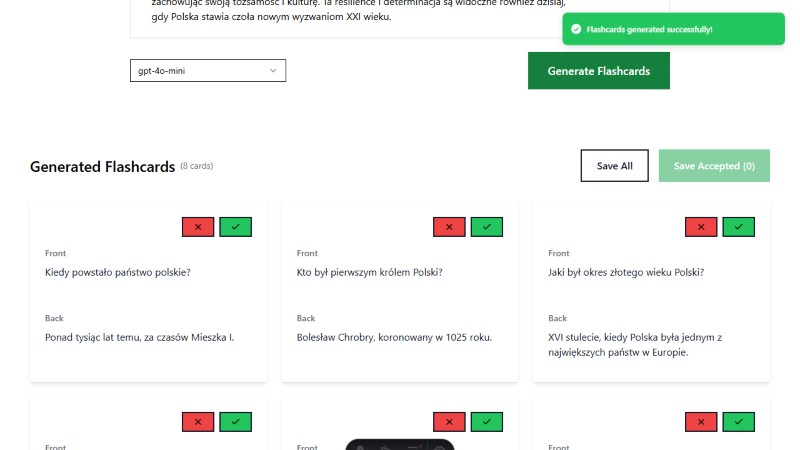 zachowując swoją tożsamość i kulturę. Ta resilience i determinacja są widoczne również dzisiaj,
gdy Polska stawia czoła nowym wyzwaniom XXI wieku.
Flashcards generated successfully!
gpt-4o-mini
Generate Flashcards
Generated Flashcards (8 cards)
Save All
Save Accepted (0)
Front
Kiedy powstało państwo polskie?
Back
Ponad tysiąc lat temu, za czasów Mieszka I.
Front
Kto był pierwszym królem Polski?
Back
Bolesław Chrobry, koronowany w 1025 roku.
Front
Jaki był okres złotego wieku Polski?
Back
XVI stulecie, kiedy Polska była jednym z
największych państw w Europie.
Front
Front
Front